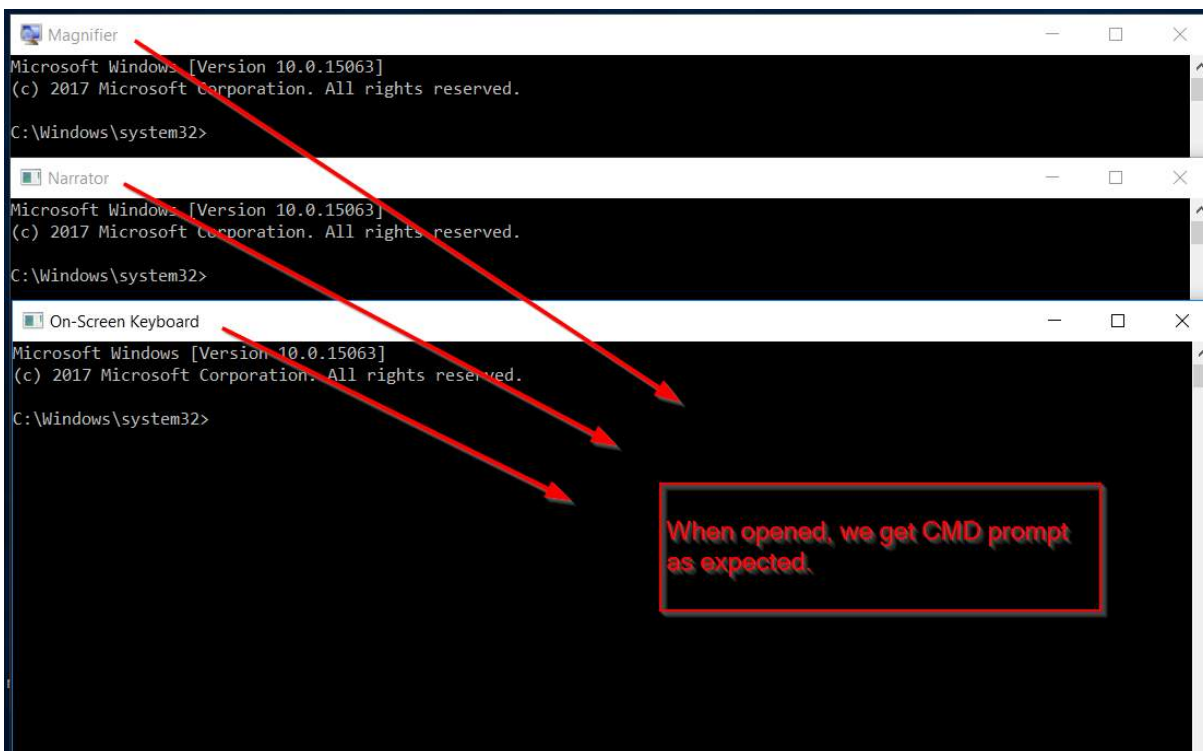 Magnifier
Microsoft Windows [Version 10.0.15063]
(c) 2017 Microsoft Corporation. All rights reserved.
C:\Windows\system32>
Narrator
Microsoft Windows [Version 10.0.15063]
(c) 2017 Microsoft Corporation. All rights reserved.
C:\Windows\system32>
On-Screen Keyboard
Microsoft Windows [Version 10.0.15063]
(c) 2017 Microsoft Corporation. All rights reserved.
C:\Windows\system32>
When opened, we get CMD prompt
as expected.